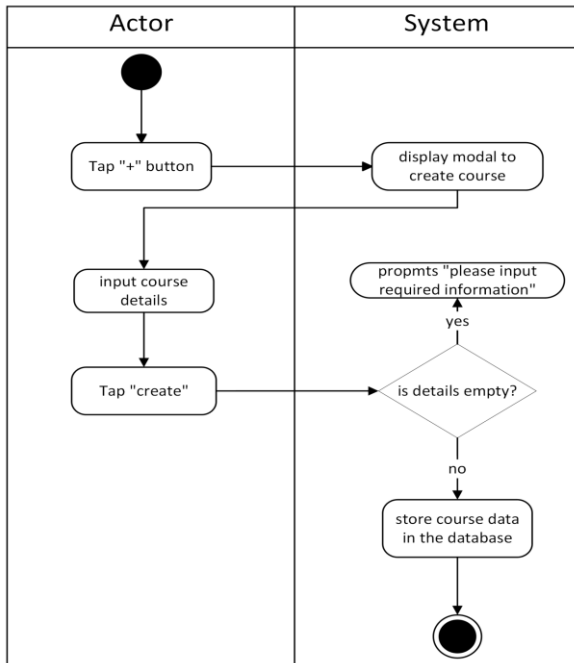 Actor
System
Tap "+" button
display modal to
create course
input course
details
propmts "please input
required information"
yes
Tap "create"
is details empty?
no
store course data
in the database